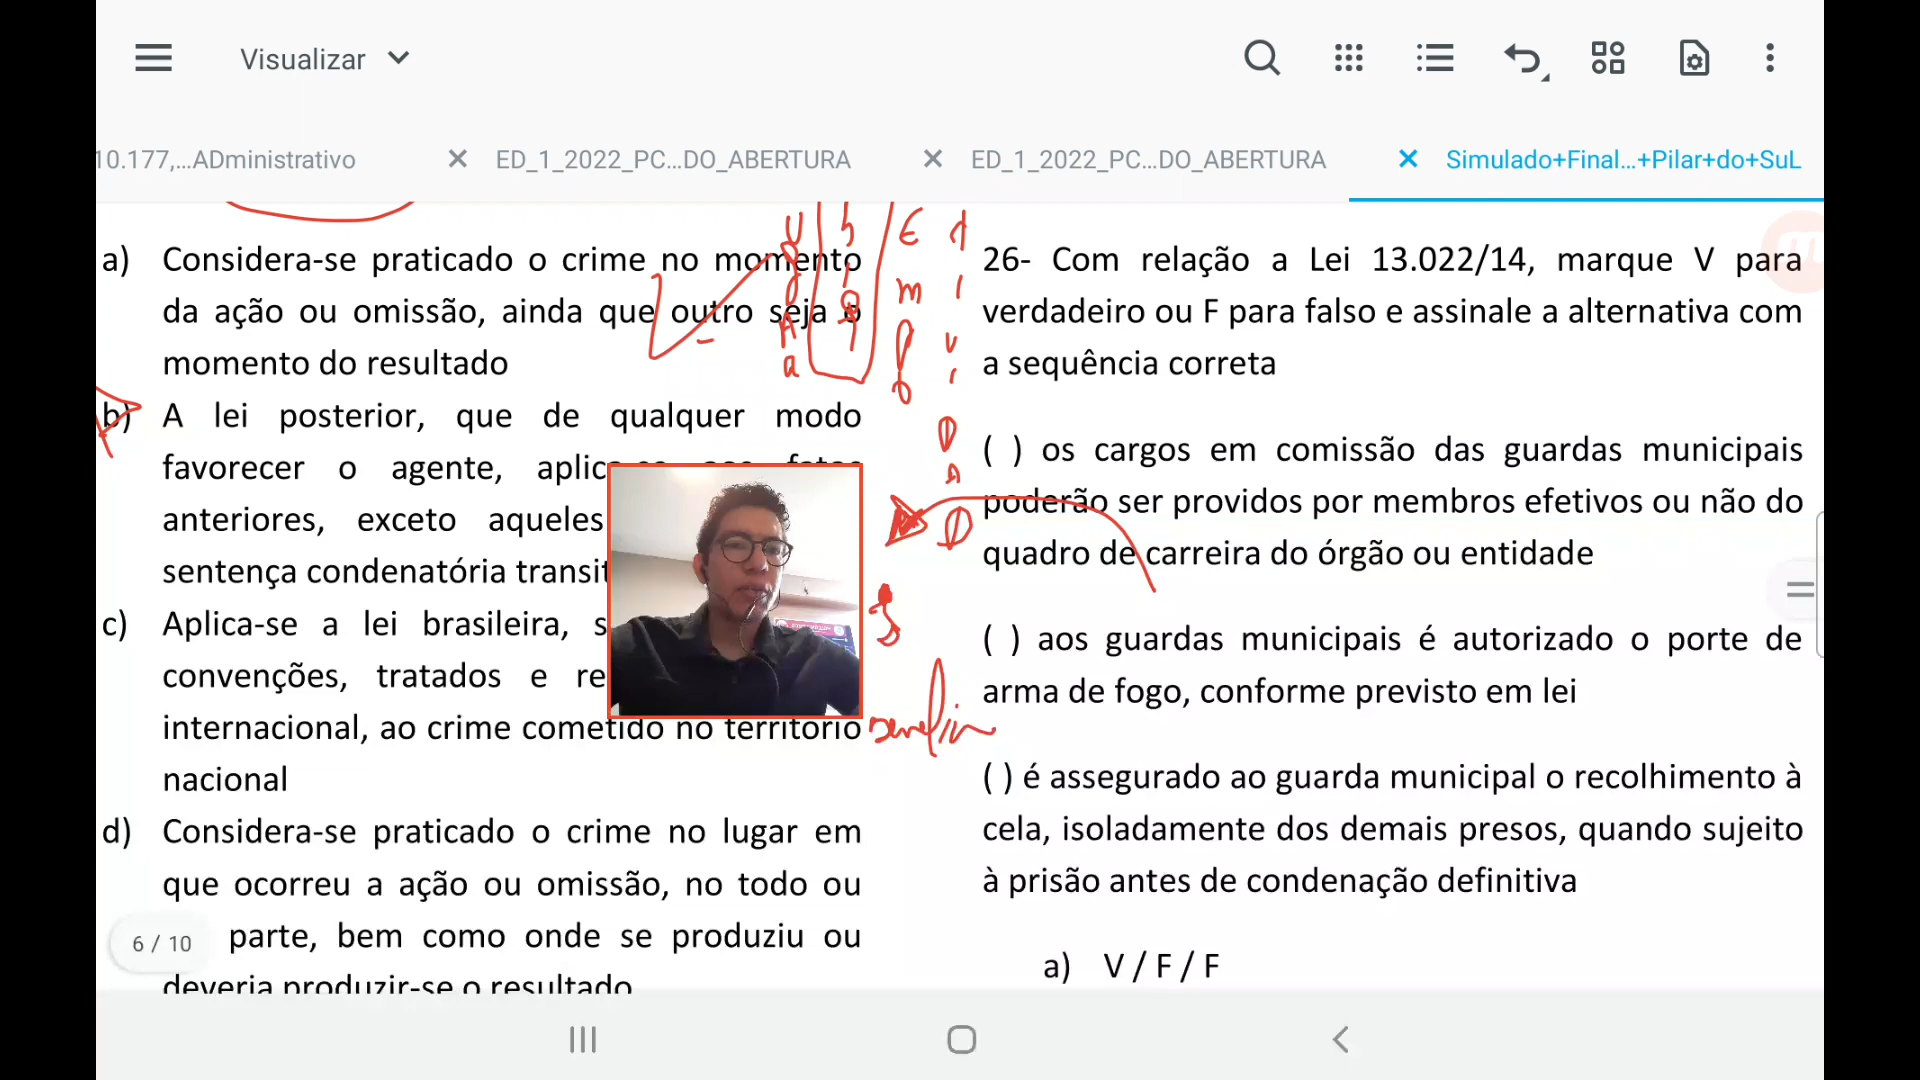 Visualizar
10.177,...ADministrativo
ED_1_2022_PC...DO_ABERTURA
ED_1_2022_PC...DO_ABERTURA
Simulado+Final...+Pilar+do+SuL
a) Considera-se praticado o crime no momento
da ação ou omissão, ainda que outro seja o
momento do resultado
b) A lei posterior, que de qualquer modo
favorecer o agente,
anteriores, exceto aqueles
sentença condenatória
c) Aplica-se a lei brasileira,
convenções, tratados e
internacional, ao crime cometido no território
nacional
d) Considera-se praticado o crime no lugar em
que ocorreu a ação ou omissão, no todo ou
parte, bem como onde se produziu ou
deveria produzir-se o resultado
6 / 10
26- Com relação a Lei 13.022/14, marque V para
verdadeiro ou F para falso e assinale a alternativa com
a sequência correta
( ) os cargos em comissão das guardas municipais
poderão ser providos por membros efetivos ou não do
quadro de carreira do órgão ou entidade
( ) aos guardas municipais é autorizado o porte de
arma de fogo, conforme previsto em lei
( ) é assegurado ao guarda municipal o recolhimento à
cela, isoladamente dos demais presos, quando sujeito
à prisão antes de condenação definitiva
a) V / F / F